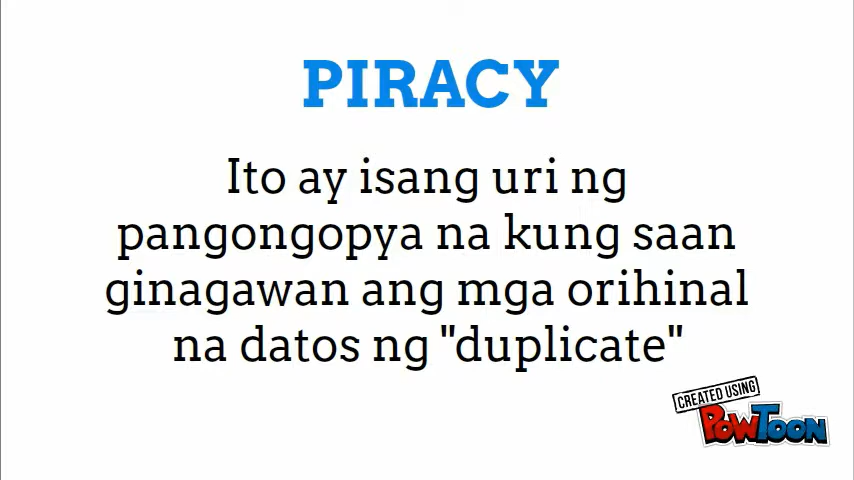 PIRACY
Ito ay isang uri ng
pangongopya na kung saan
ginagawan ang mga orihinal
na datos ng "duplicate"
CREATED USING
POWTOON